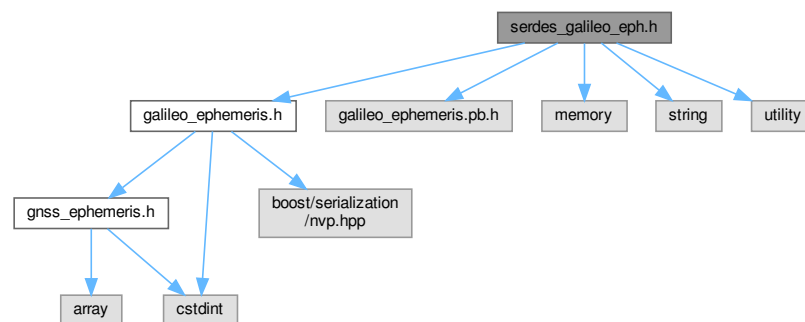 serdes_galileo_eph.h
galileo_ephemeris.h
galileo_ephemeris.pb.h
memory
string
utility
gnss_ephemeris.h
boost/serialization
/nvp.hpp
array
cstdint